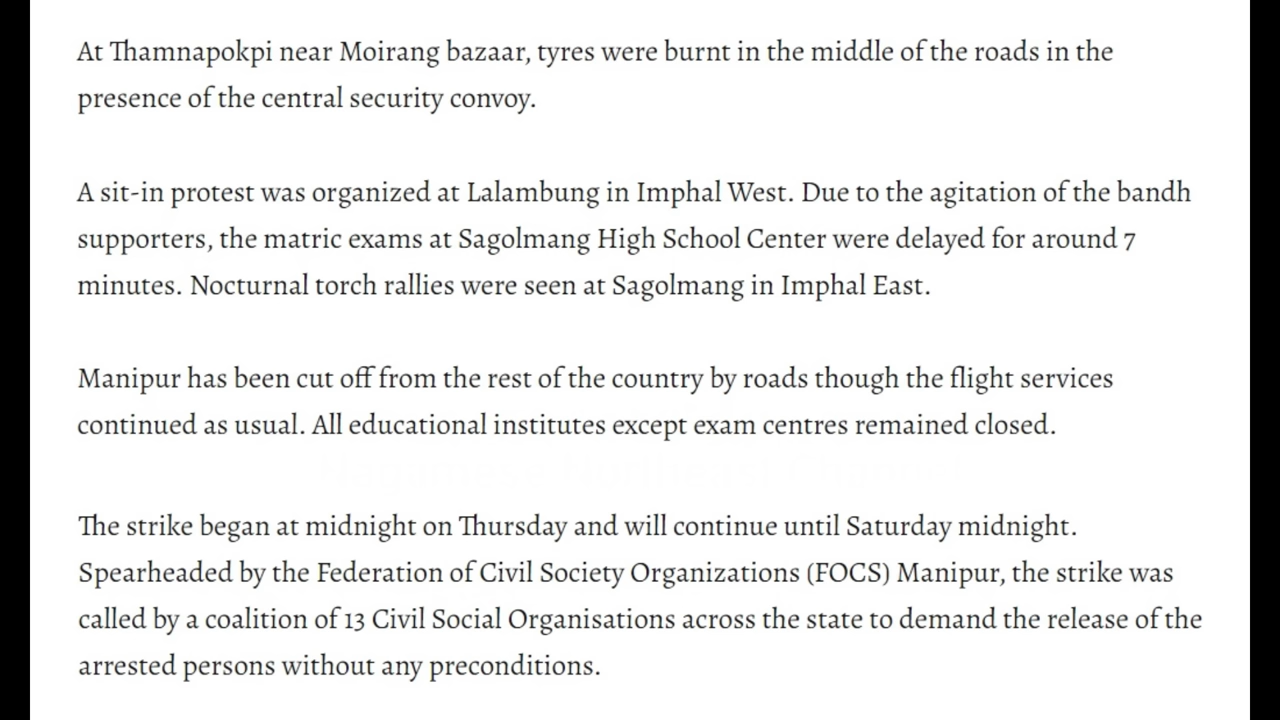 At Thamnapokpi near Moirang bazaar, tyres were burnt in the middle of the roads in the
presence of the central security convoy.
A sit-in protest was organized at Lalambung in Imphal West. Due to the agitation of the bandh
supporters, the matric exams at Sagolmang High School Center were delayed for around 7
minutes. Nocturnal torch rallies were seen at Sagolmang in Imphal East.
Manipur has been cut off from the rest of the country by roads though the flight services
continued as usual. All educational institutes except exam centres remained closed.
The strike began at midnight on Thursday and will continue until Saturday midnight.
Spearheaded by the Federation of Civil Society Organizations (FOCS) Manipur, the strike was
called by a coalition of 13 Civil Social Organisations across the state to demand the release of the
arrested persons without any preconditions.